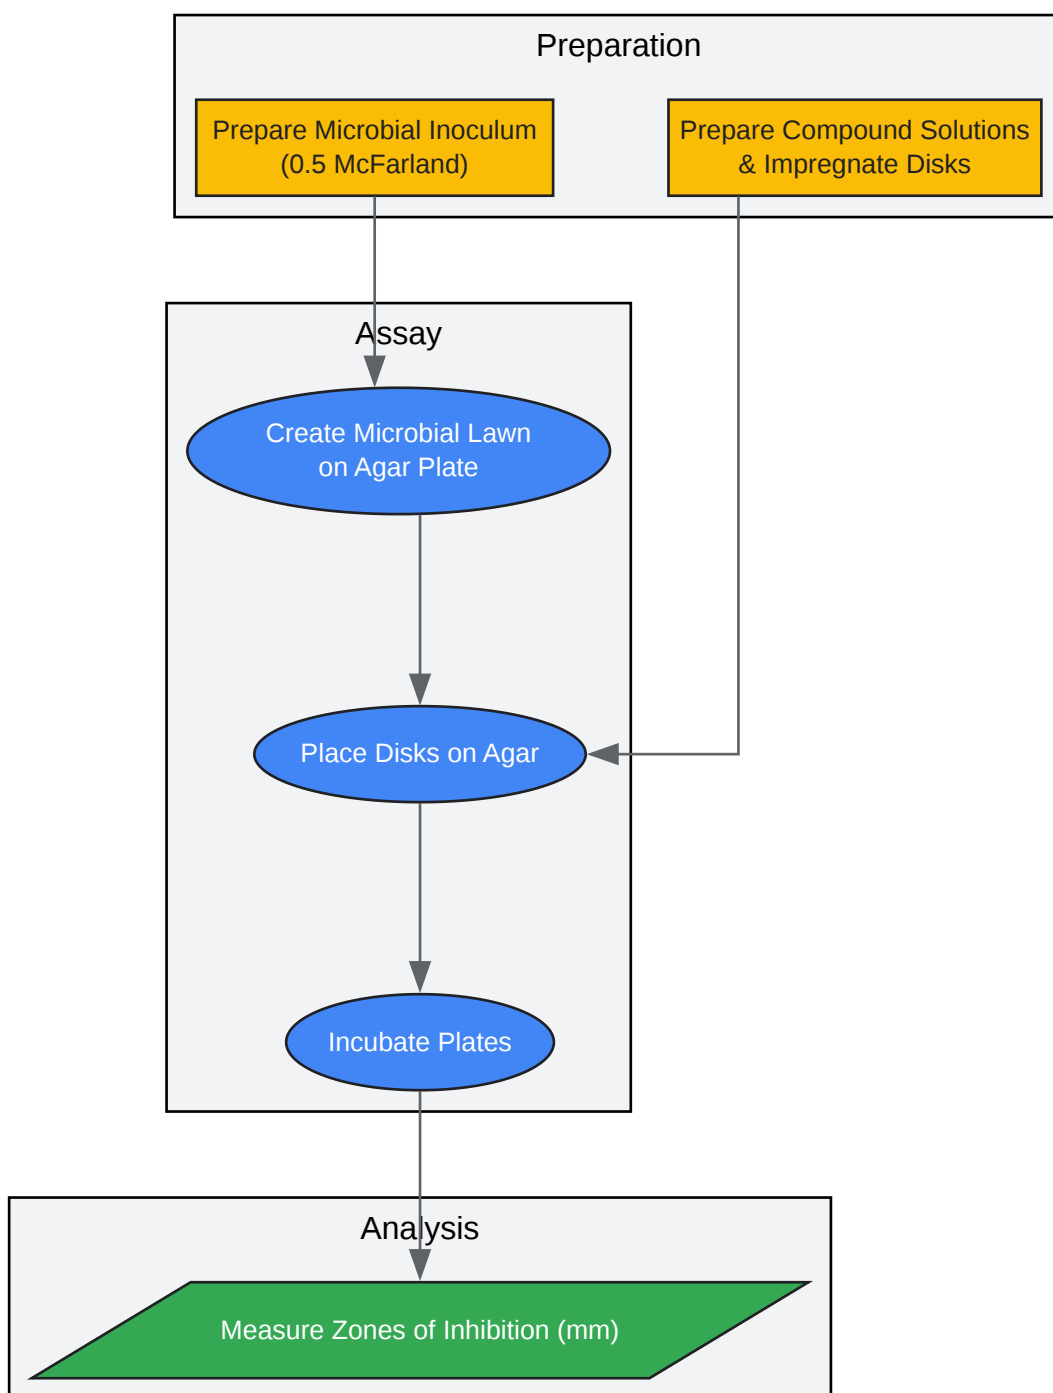 Preparation
Prepare Microbial Inoculum
(0.5 McFarland)
Prepare Compound Solutions
& Impregnate Disks
Assay
Create Microbial Lawn
on Agar Plate
Place Disks on Agar
Incubate Plates
Analysis
Measure Zones of Inhibition (mm)